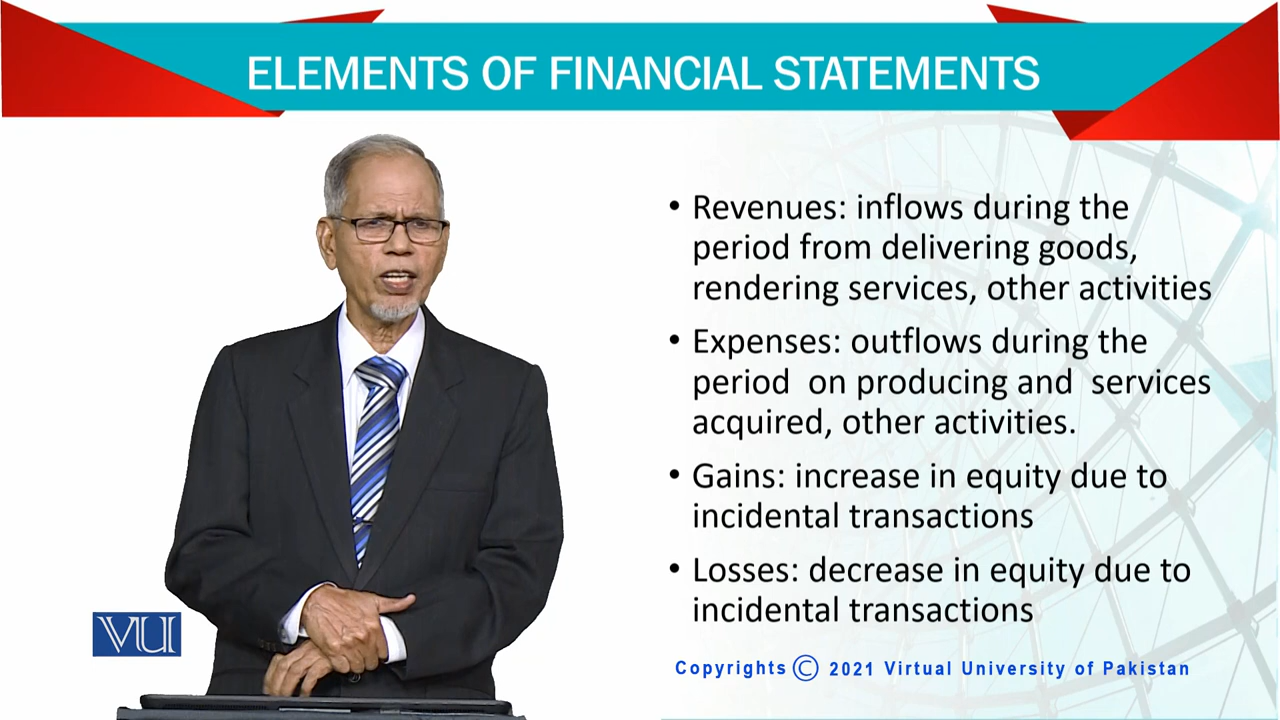 ELEMENTS OF FINANCIAL STATEMENTS
• Revenues: inflows during the
period from delivering goods,
rendering services, other activities
• Expenses: outflows during the
period on producing and services
acquired, other activities.
• Gains: increase in equity due to
incidental transactions
• Losses: decrease in equity due to
incidental transactions
VU
Copyrights © 2021 Virtual University of Pakistan